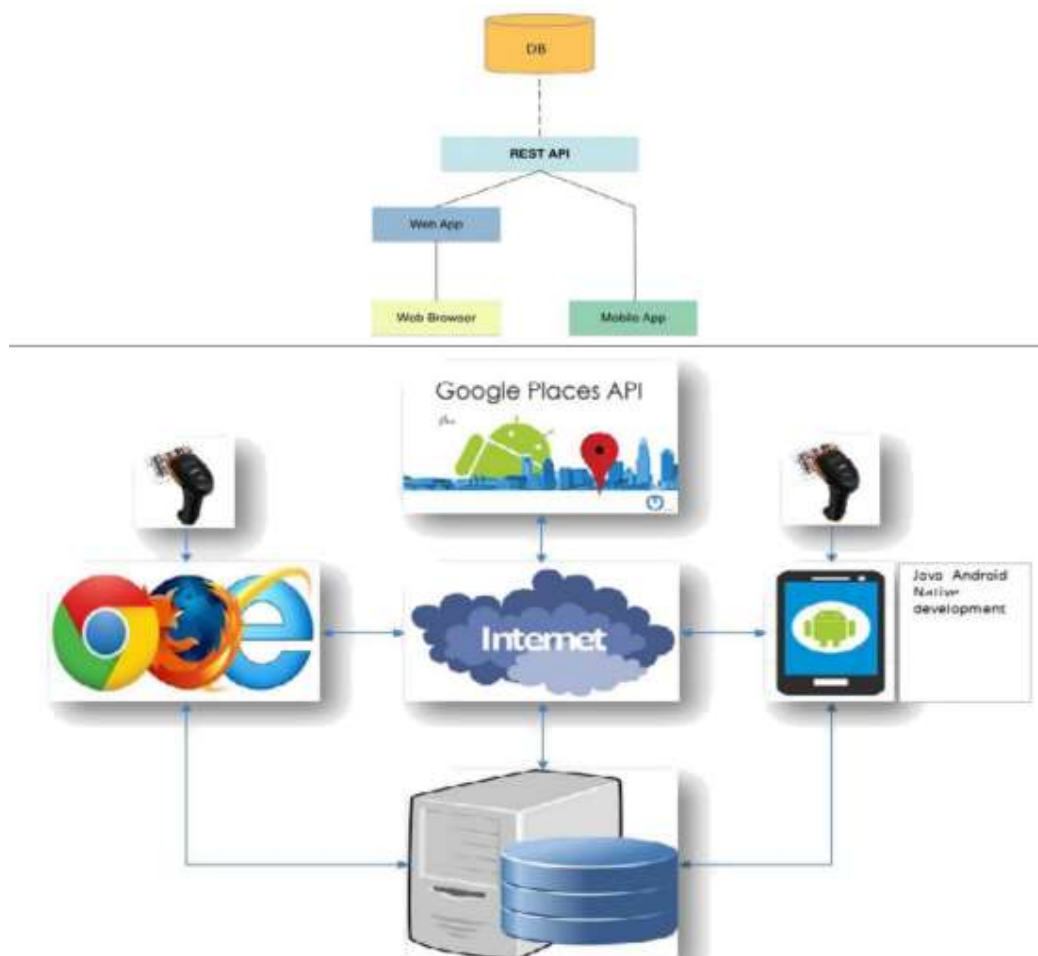 DB
REST API
Web App
Web Browser
Mobile App
Google Places API
Internet
Java Android
Native
development